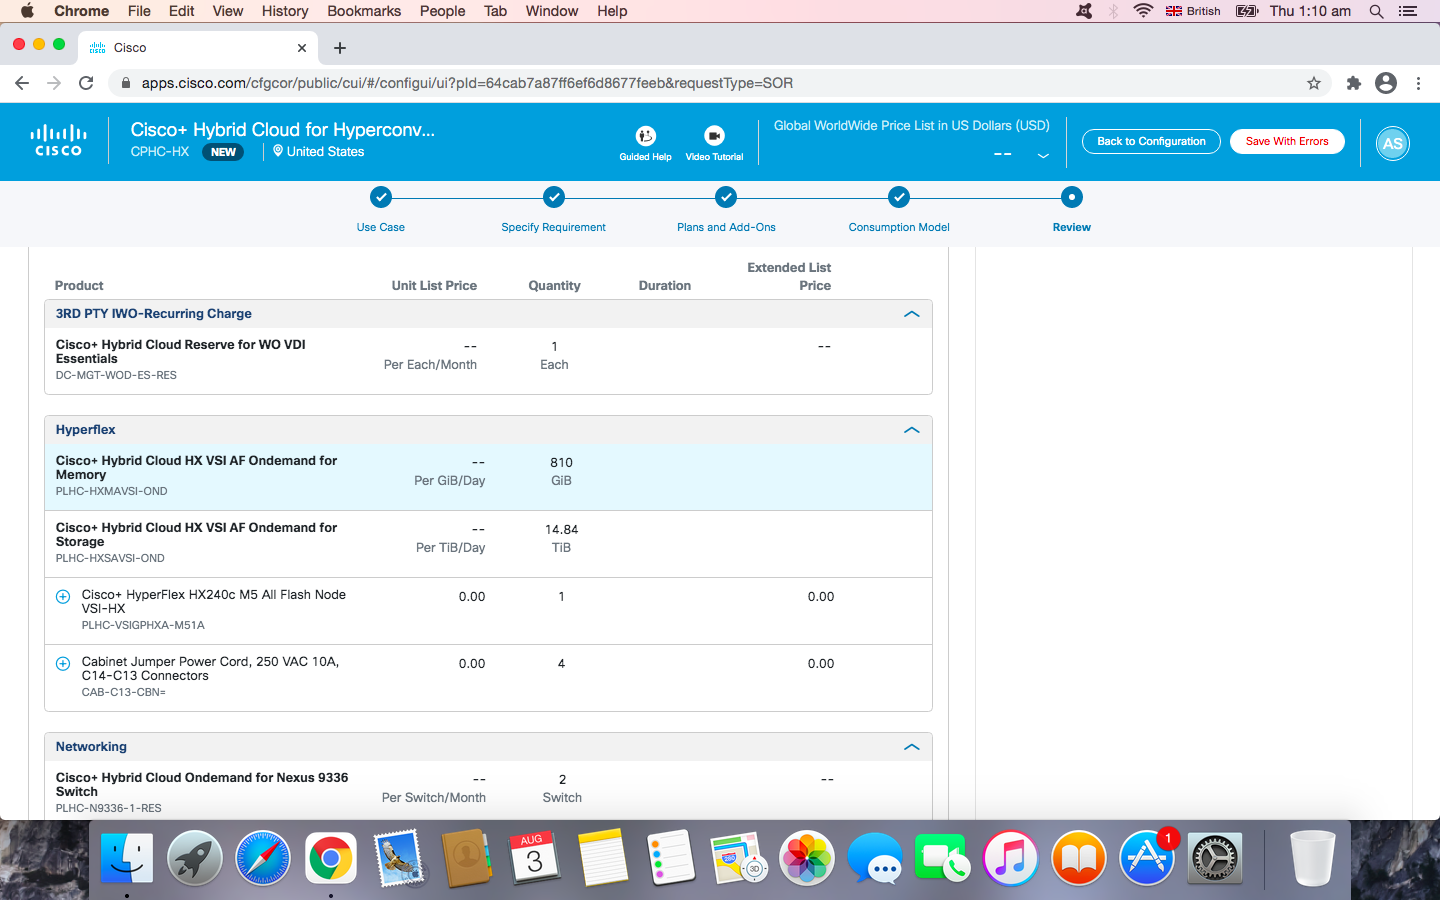 Chrome File Edit View History Bookmarks People Tab Window Help British Thu 1:10 am
Cisco
apps.cisco.com/cfgcor/public/cui/#/configui/ui?pId=64cab7a87ff6ef6d8677feeb&requestType=SOR
CISCO
Cisco+ Hybrid Cloud for Hyperconv...
CPHC-HX NEW United States
Guided Help
Video Tutorial
Global WorldWide Price List in US Dollars (USD)
--
Back to Configuration
Save With Errors
AS
Use Case
Specify Requirement
Plans and Add-Ons
Consumption Model
Review
Product Unit List Price Quantity Duration Extended List
Price
3RD PTY IWO-Recurring Charge
Cisco+ Hybrid Cloud Reserve for WO VDI -- 1 --
Essentials Per Each/Month Each
DC-MGT-WOD-ES-RES
Hyperflex
Cisco+ Hybrid Cloud HX VSI AF Ondemand for -- 810
Memory Per GiB/Day GiB
PLHC-HXMAVSI-OND
Cisco+ Hybrid Cloud HX VSI AF Ondemand for -- 14.84
Storage Per TiB/Day TiB
PLHC-HXSAVSI-OND
Cisco+ HyperFlex HX240c M5 All Flash Node 0.00 1 0.00
VSI-HX
PLHC-VSIGPHXA-M51A
Cabinet Jumper Power Cord, 250 VAC 10A, 0.00 4 0.00
C14-C13 Connectors
CAB-C13-CBN=
Networking
Cisco+ Hybrid Cloud Ondemand for Nexus 9336 -- 2 --
Switch Per Switch/Month Switch
PLHC-N9336-1-RES
AUG
3
280
3D
1